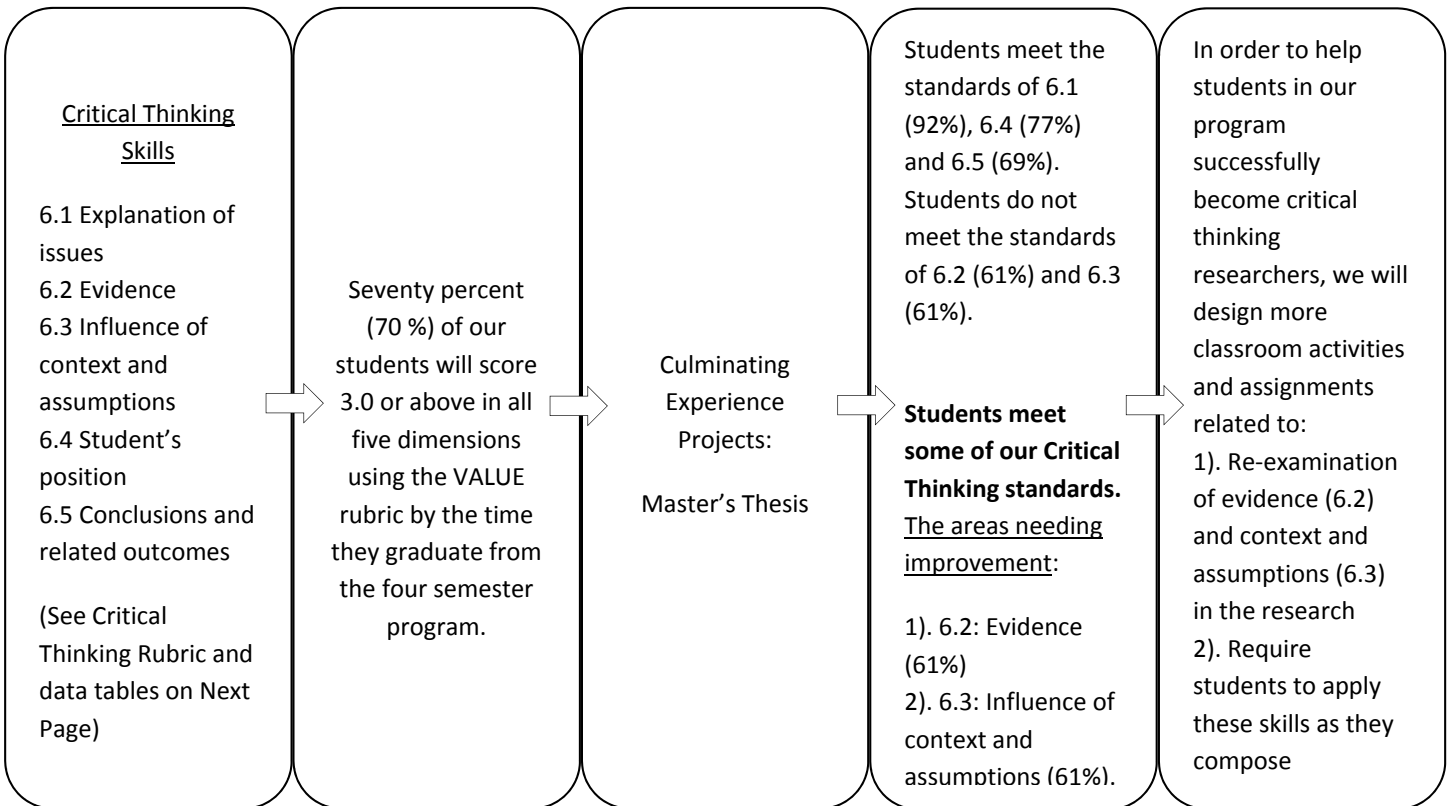 Critical Thinking
Skills
6.1 Explanation of
issues
6.2 Evidence
6.3 Influence of
context and
assumptions
6.4 Student’s
position
6.5 Conclusions and
related outcomes
(See Critical
Thinking Rubric and
data tables on Next
Page)
Seventy percent
(70 %) of our
students will score
3.0 or above in all
five dimensions
using the VALUE
rubric by the time
they graduate from
the four semester
program.
Culminating
Experience
Projects:
Master’s Thesis
Students meet the
standards of 6.1
(92%), 6.4 (77%)
and 6.5 (69%).
Students do not
meet the standards
of 6.2 (61%) and 6.3
(61%).
Students meet
some of our Critical
Thinking standards.
The areas needing
improvement:
1). 6.2: Evidence
(61%)
2). 6.3: Influence of
context and
assumptions (61%).
In order to help
students in our
program
successfully
become critical
thinking
researchers, we will
design more
classroom activities
and assignments
related to:
1). Re-examination
of evidence (6.2)
and context and
assumptions (6.3)
in the research
2). Require
students to apply
these skills as they
compose